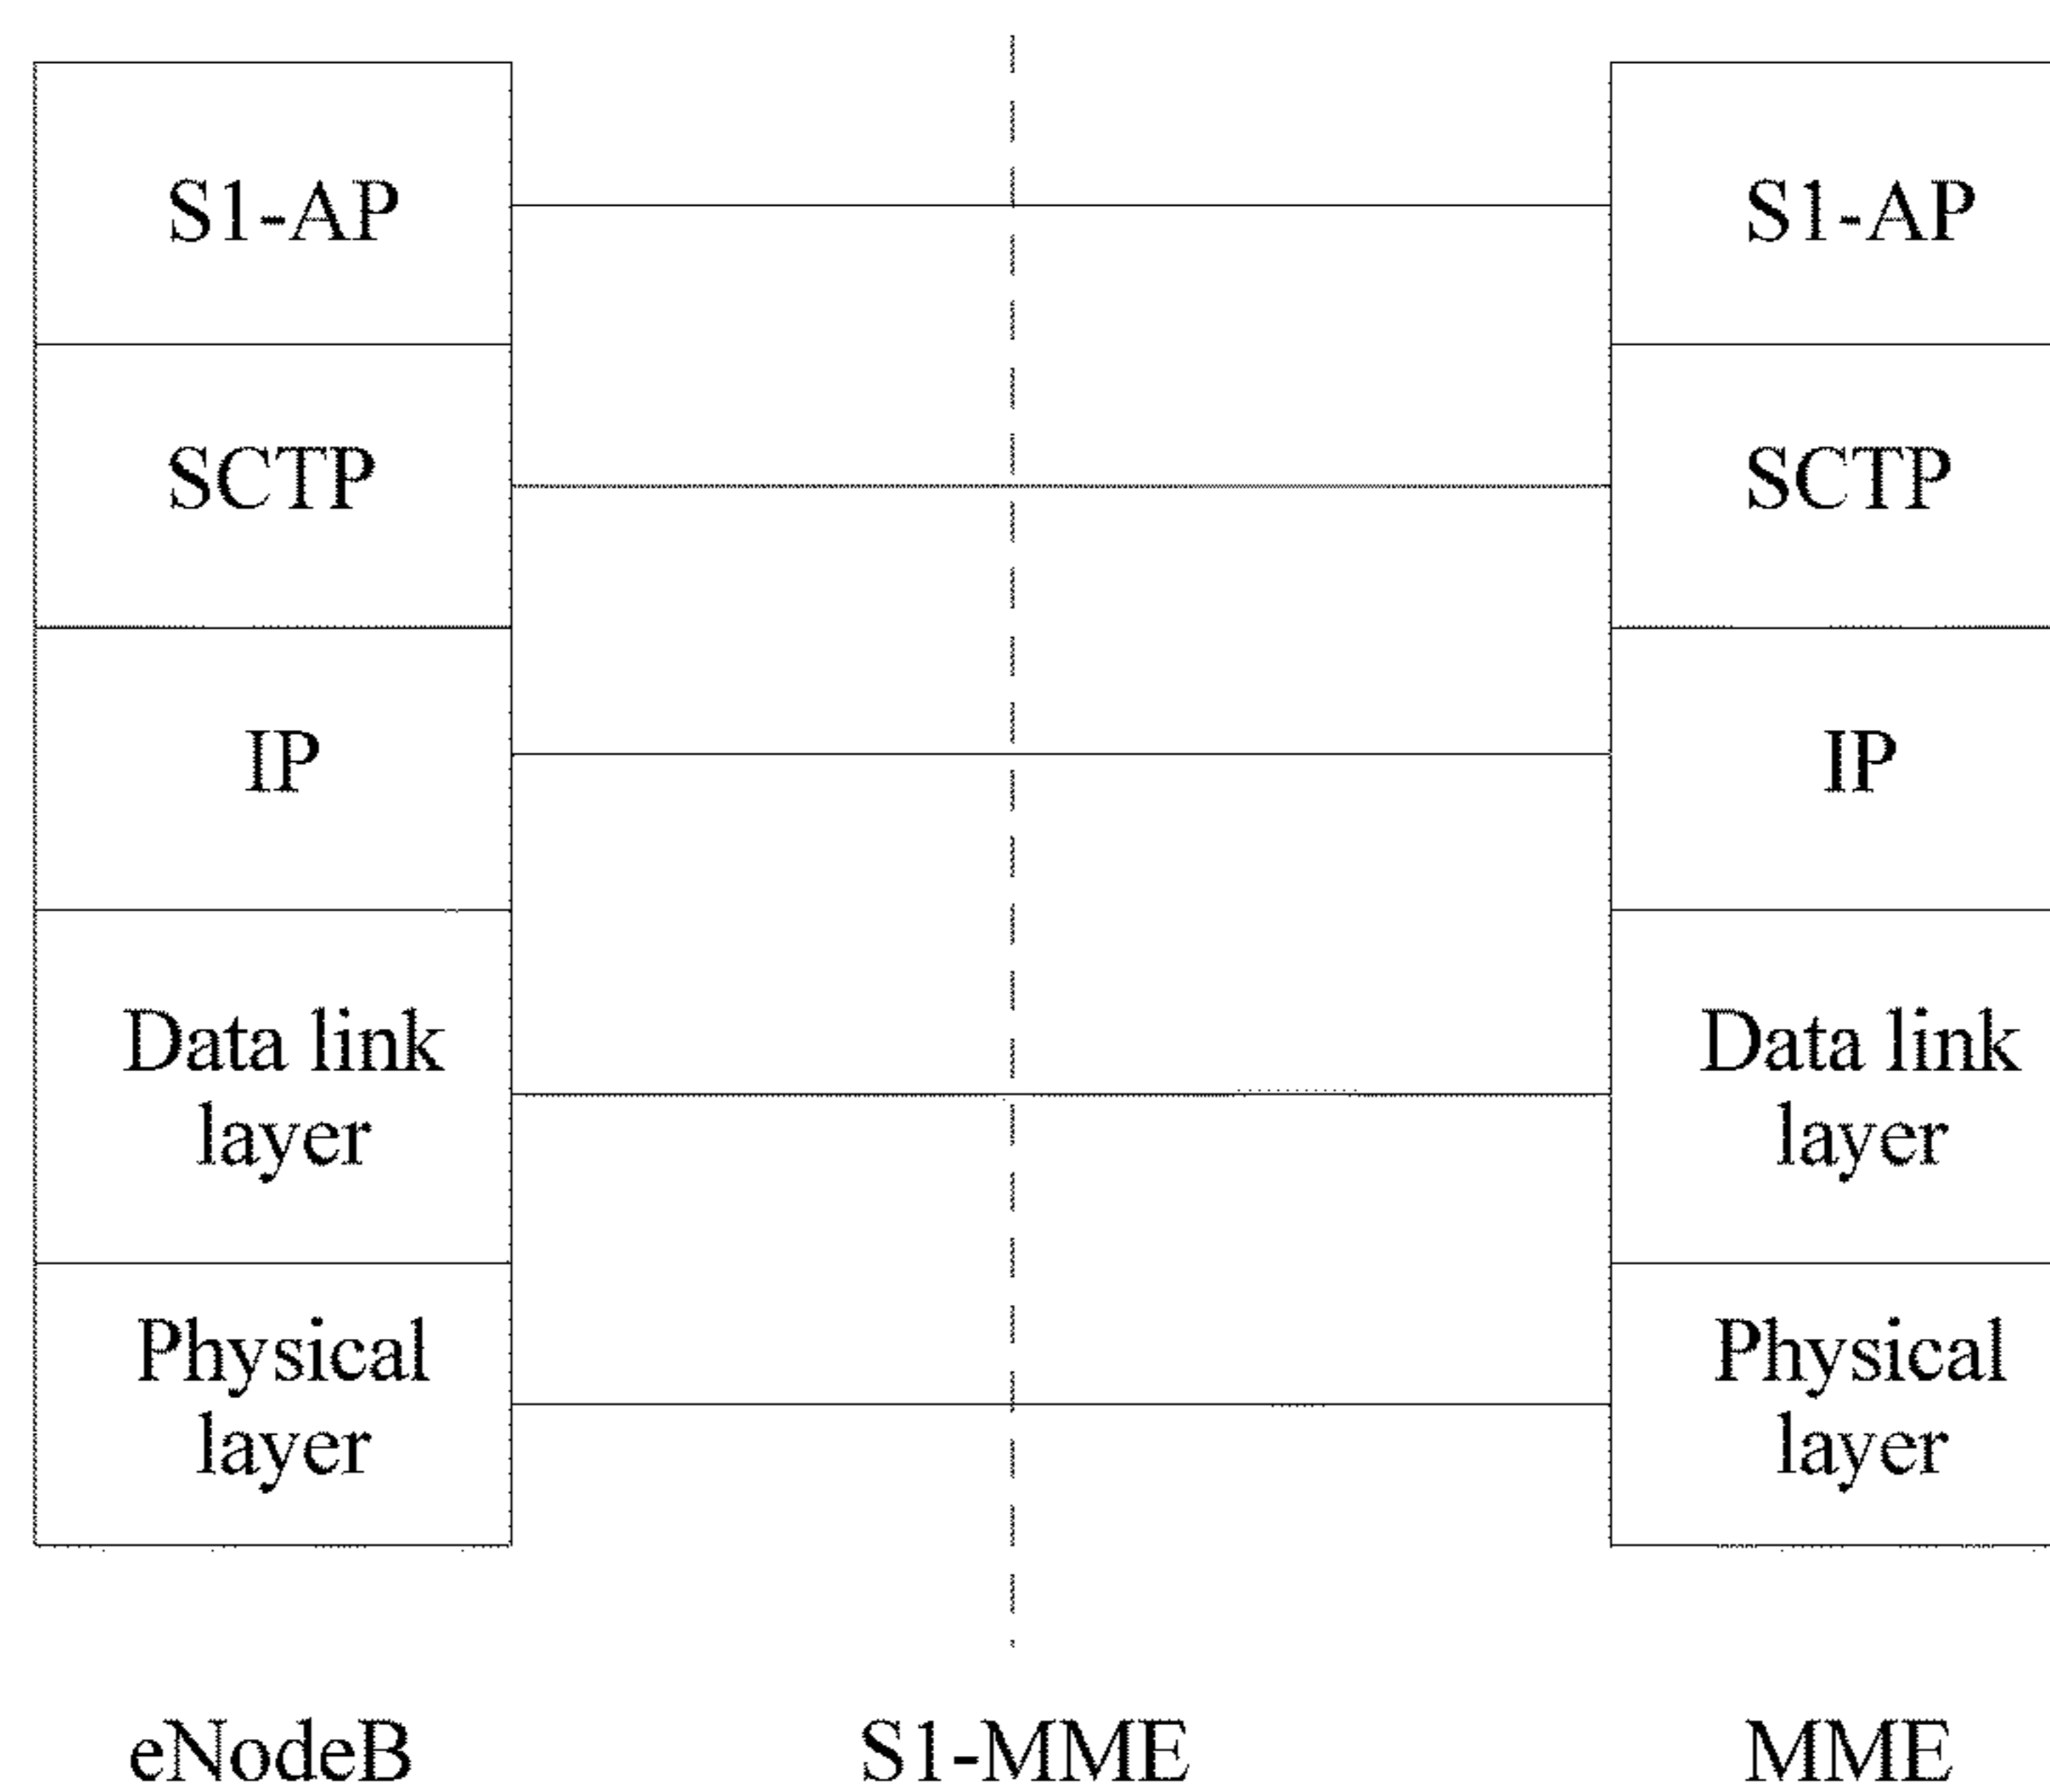 S1-AP
S1-AP
SCTP
SCTP
IP
IP
Data link
layer
Data link
layer
Physical
layer
Physical
layer
eNodeB
S1-MME
MME